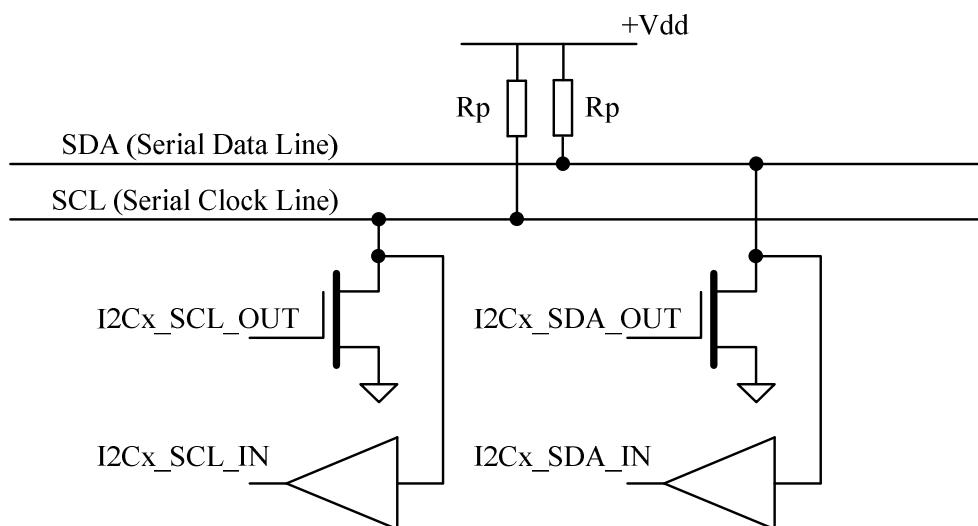 +Vdd
Rp
Rp
SDA (Serial Data Line)
SCL (Serial Clock Line)
I2Cx_SCL_OUT
I2Cx_SDA_OUT
I2Cx_SCL_IN
I2Cx_SDA_IN